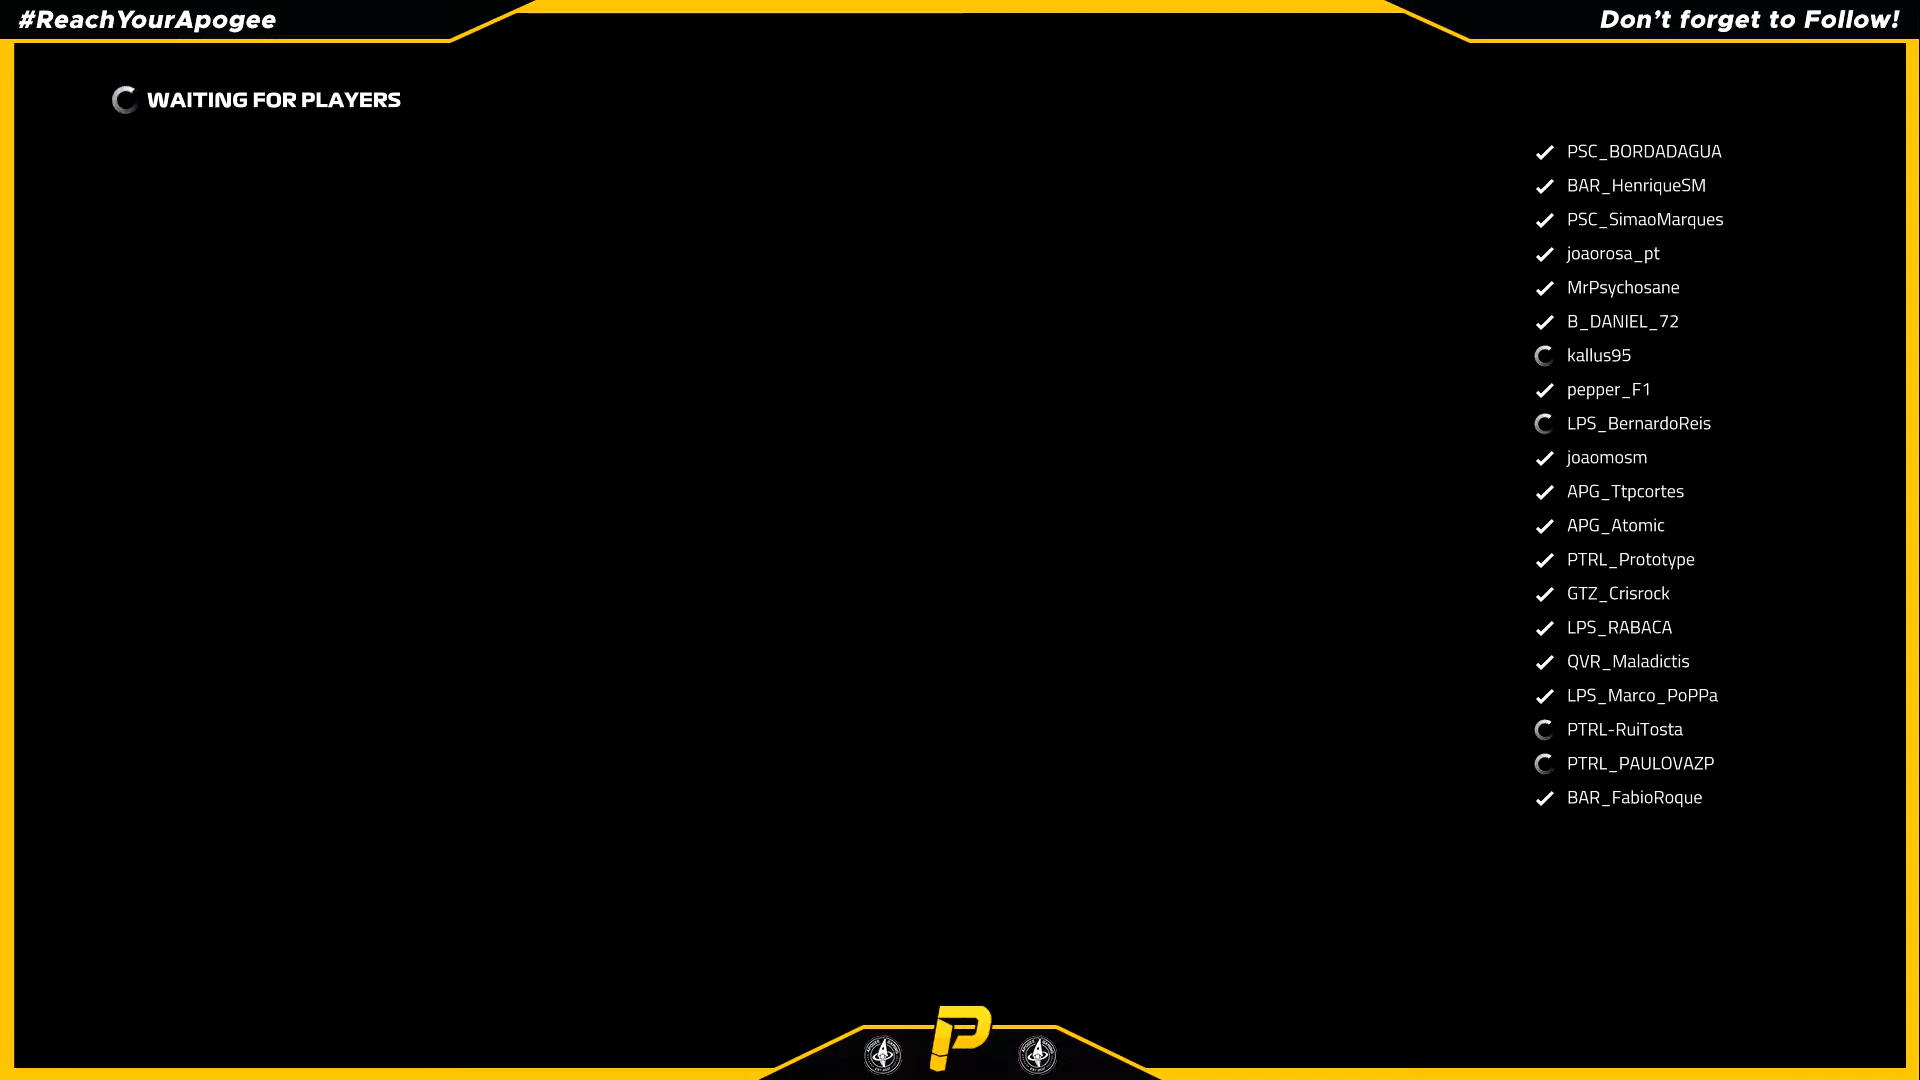 #ReachYourApogee
Don't forget to Follow!
WAITING FOR PLAYERS
PSC_BORDADAGUA
BAR_HenriqueSM
PSC_SimaoMarques
joaorosa_pt
MrPsychosane
B_DANIEL_72
kallus95
pepper_F1
LPS_BernardoReis
joaomosm
APG_Ttpcortes
APG_Atomic
PTRL_Prototype
GTZ_Crisrock
LPS_RABACA
QVR_Maladictis
LPS_Marco_PoPPa
PTRL-RuiTosta
PTRL_PAULOVAZP
BAR_FabioRoque